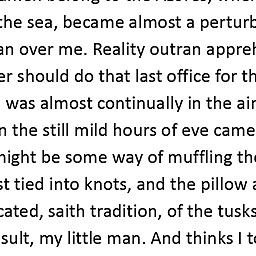 the sea, became almost a perturb
an over me. Reality outran appreh
er should do that last office for th
was almost continually in the air
n the still mild hours of eve came
might be some way of muffling the
st tied into knots, and the pillow a
cated, saith tradition, of the tusks
sult, my little man. And thinks I to